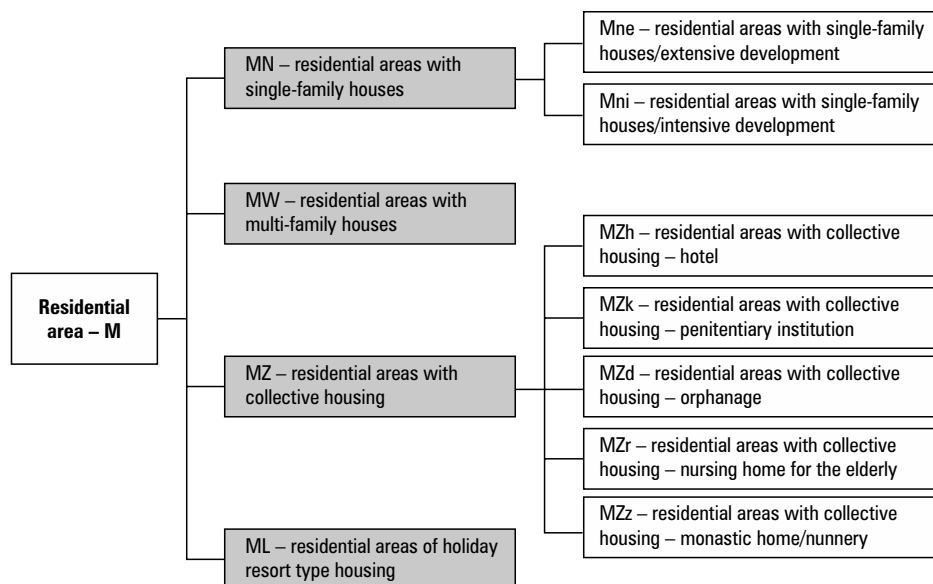 Residential
area – M
MN – residential areas with
single-family houses
MW – residential areas with
multi-family houses
MZ – residential areas with
collective housing
ML – residential areas of holiday
resort type housing
Mne – residential areas with single-family
houses/extensive development
Mni – residential areas with single-family
houses/intensive development
MZh – residential areas with collective
housing – hotel
MZk – residential areas with collective
housing – penitentiary institution
MZd – residential areas with collective
housing – orphanage
MZr – residential areas with collective
housing – nursing home for the elderly
MZz – residential areas with collective
housing – monastic home/nunnery